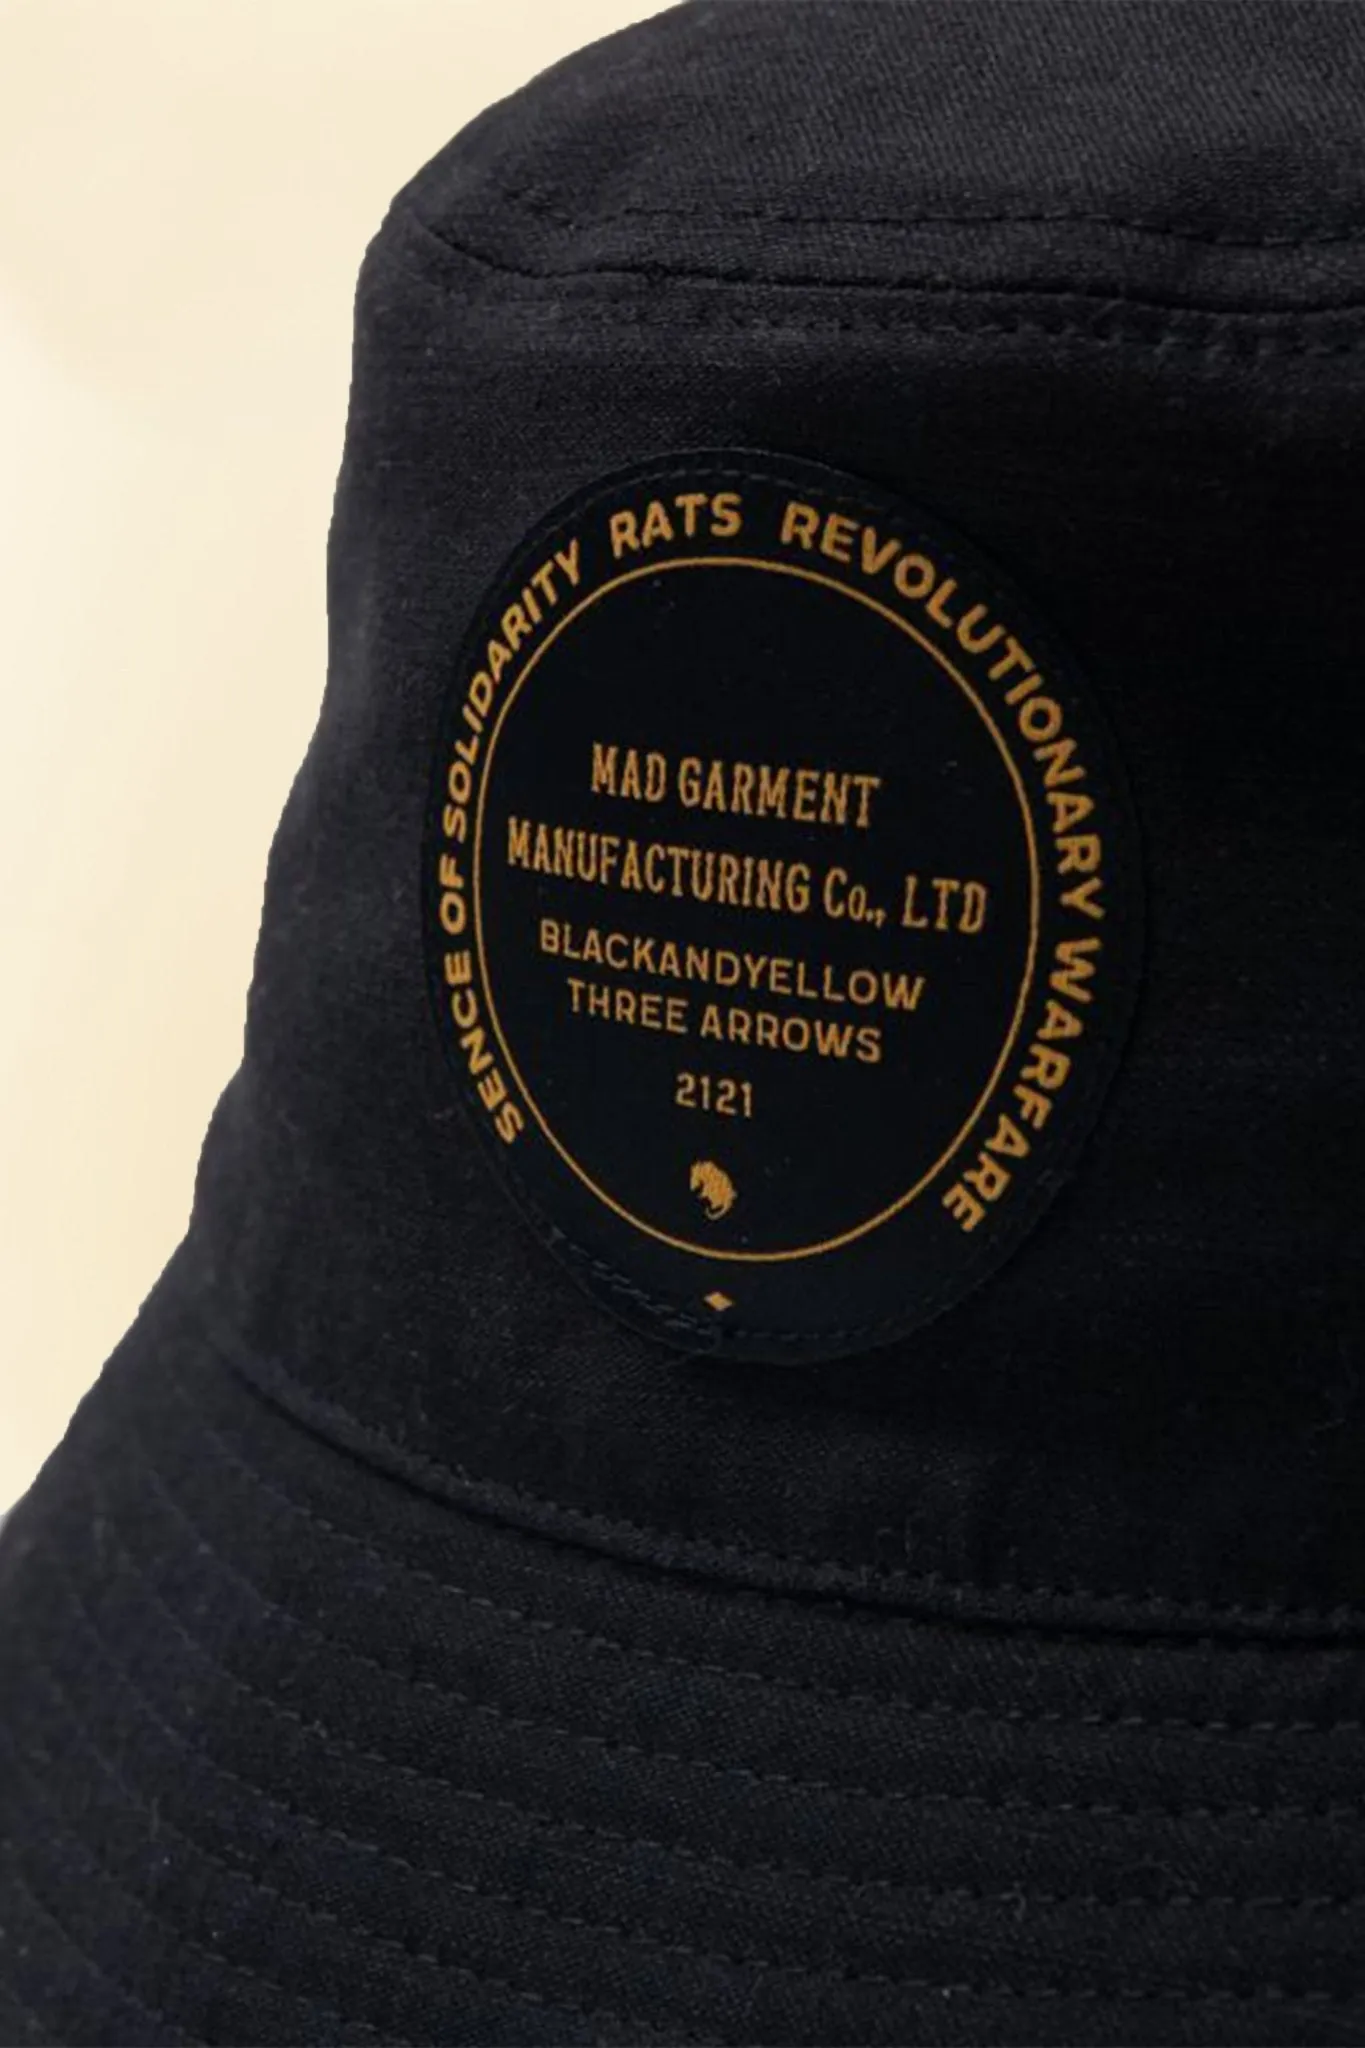 SENCE OF SOLIDARITY RATS REVOLUTIONARY WARFARE
MAD GARMENT
MANUFACTURING Co., LTD
BLACKANDYELLOW
THREE ARROWS
2121